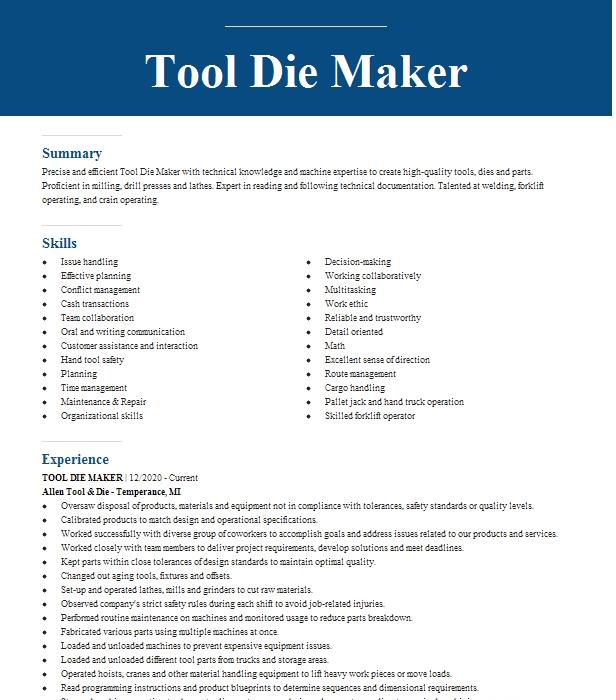 Tool Die Maker
Summary
Precise and efficient Tool Die Maker with technical knowledge and machine expertise to create high-quality tools, dies and parts.
Proficient in milling, drill presses and lathes. Expert in reading and following technical documentation. Talented at welding, forklift
operating, and crain operating.
Skills
Issue handling
Effective planning
Conflict management
Cash transactions
Team collaboration
Oral and writing communication
Customer assistance and interaction
Hand tool safety
Planning
Time management
Maintenance & Repair
Organizational skills
Decision-making
Working collaboratively
Multitasking
Work ethic
Reliable and trustworthy
Detail oriented
Math
Excellent sense of direction
Route management
Cargo handling
Pallet jack and hand truck operation
Skilled forklift operator
Experience
TOOL DIE MAKER | 12/2020 - Current
Allen Tool & Die - Temperance, MI
Oversaw disposal of products, materials and equipment not in compliance with tolerances, safety standards or quality levels.
Calibrated products to match design and operational specifications.
Worked successfully with diverse group of coworkers to accomplish goals and address issues related to our products and services.
Worked closely with team members to deliver project requirements, develop solutions and meet deadlines.
Kept parts within close tolerances of design standards to maintain optimal quality.
Changed out aging tools, fixtures and offsets.
Set-up and operated lathes, mills and grinders to cut raw materials.
Observed company's strict safety rules during each shift to avoid job-related injuries.
Performed routine maintenance on machines and monitored usage to reduce parts breakdown.
Fabricated various parts using multiple machines at once.
Loaded and unloaded machines to prevent expensive equipment issues.
Loaded and unloaded different tool parts from trucks and storage areas.
Operated hoists, cranes and other material handling equipment to lift heavy work pieces or move loads.
Read programming instructions and product blueprints to determine sequences and dimensional requirements.